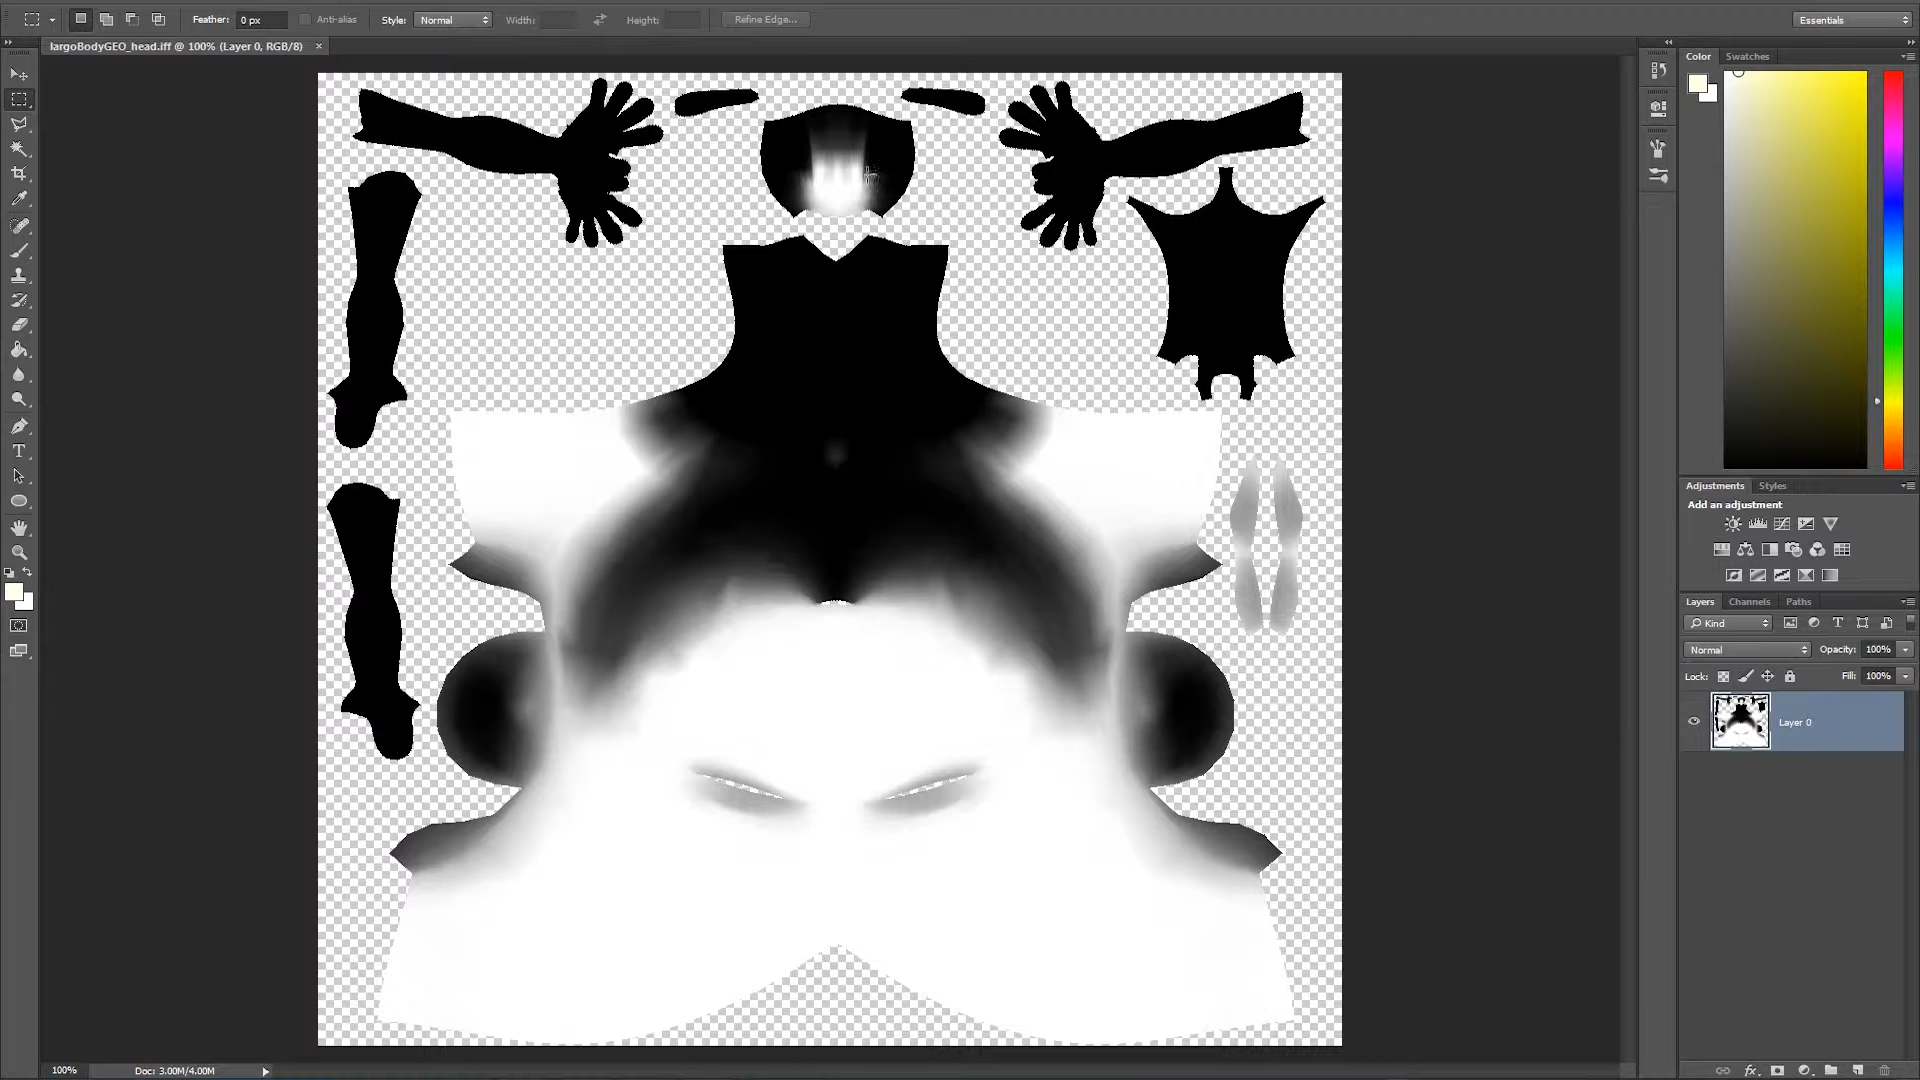 Feather: 0 px Anti-alias Style: Normal Width: Height: Refine Edge... Essentials
largoBodyGEO_head.iff @ 100% (Layer 0, RGB/8) ×
Color Swatches
Adjustments Styles
Add an adjustment
Layers Channels Paths
Kind T
Normal Opacity: 100%
Lock: Fill: 100%
Layer 0
fx
100% Doc: 3.00M/4.00M